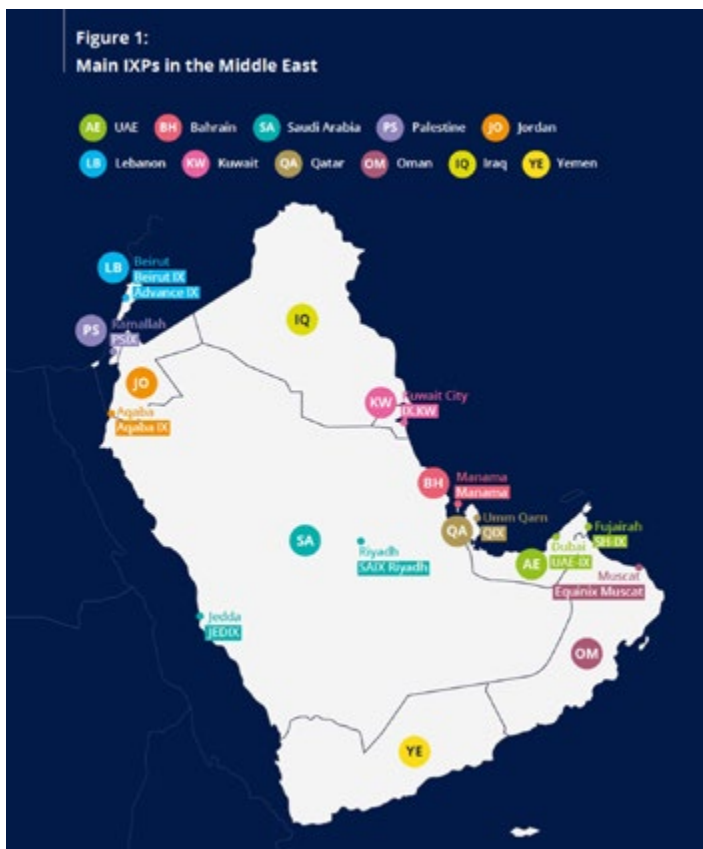 Figure 1:
Main IXPs in the Middle East
AE UAE BH Bahrain SA Saudi Arabia PS Palestine JO Jordan
LB Lebanon KW Kuwait QA Qatar OM Oman IQ Iraq YE Yemen
LB
Beirut
Beirut IX
Advance IX
PS
Ramallah
PSIX
IQ
JO
Aqaba
Aqaba IX
KW
Kuwait City
IX.KW
BH
Manama
Manama
QA
Umm Qarn
QIX
SA
Riyadh
SAIX Riyadh
AE
Dubai
UAE-IX
Fujairah
SH-IX
Muscat
Equinix Muscat
Jedda
JEDIX
OM
YE